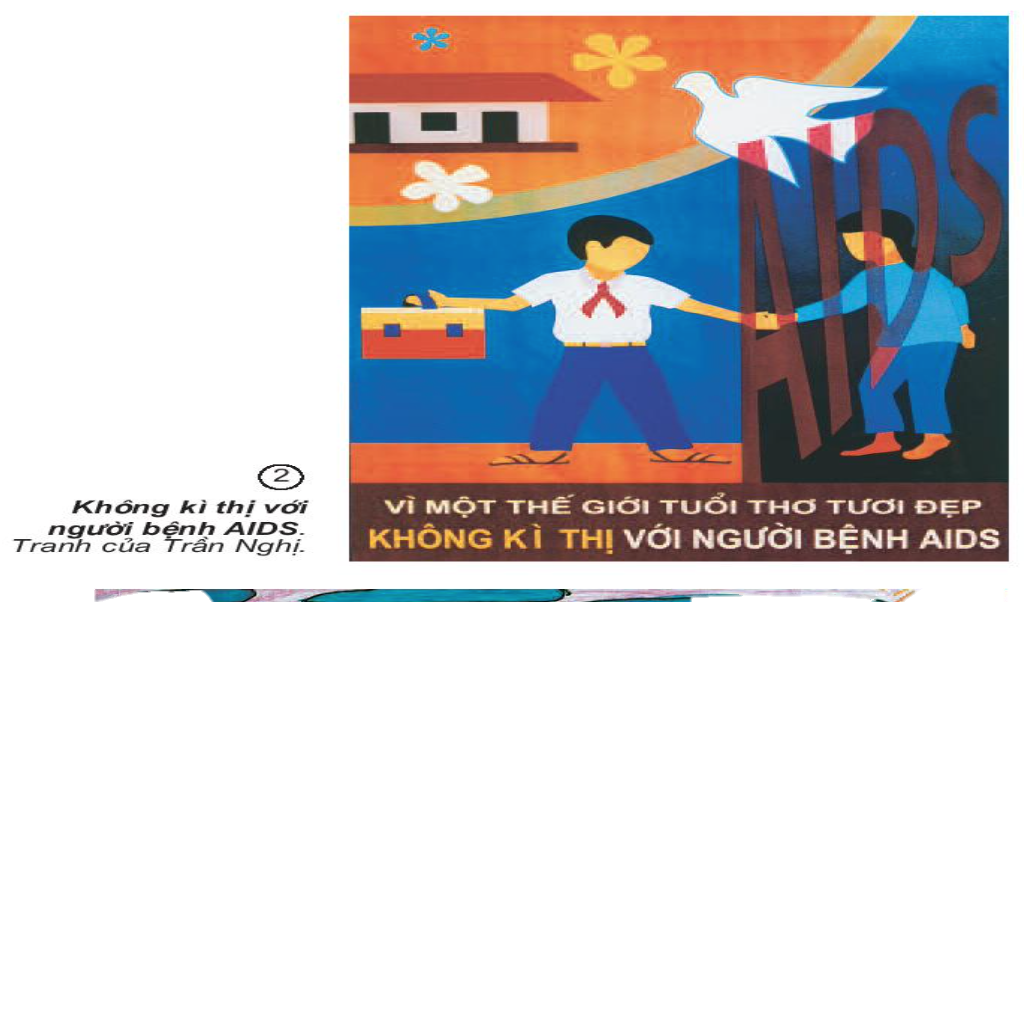 AIDS
2
Không kì thị với
người bệnh AIDS.
Tranh của Trần Nghị.
VÌ MỘT THẾ GIỚI TUỔI THƠ TƯƠI ĐẸP
KHÔNG KÌ THỊ VỚI NGƯỜI BỆNH AIDS